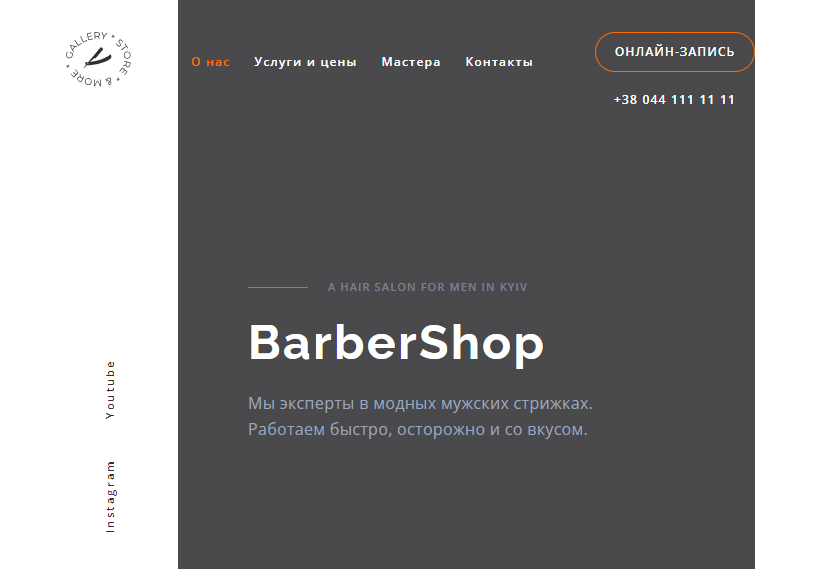 GALLERY * STORE * & MORE *
О нас Услуги и цены Мастера Контакты
ОНЛАЙН-ЗАПИСЬ
+38 044 111 11 11
A HAIR SALON FOR MEN IN KYIV
BarberShop
Мы эксперты в модных мужских стрижках.
Работаем быстро, осторожно и со вкусом.
Youtube
Instagram